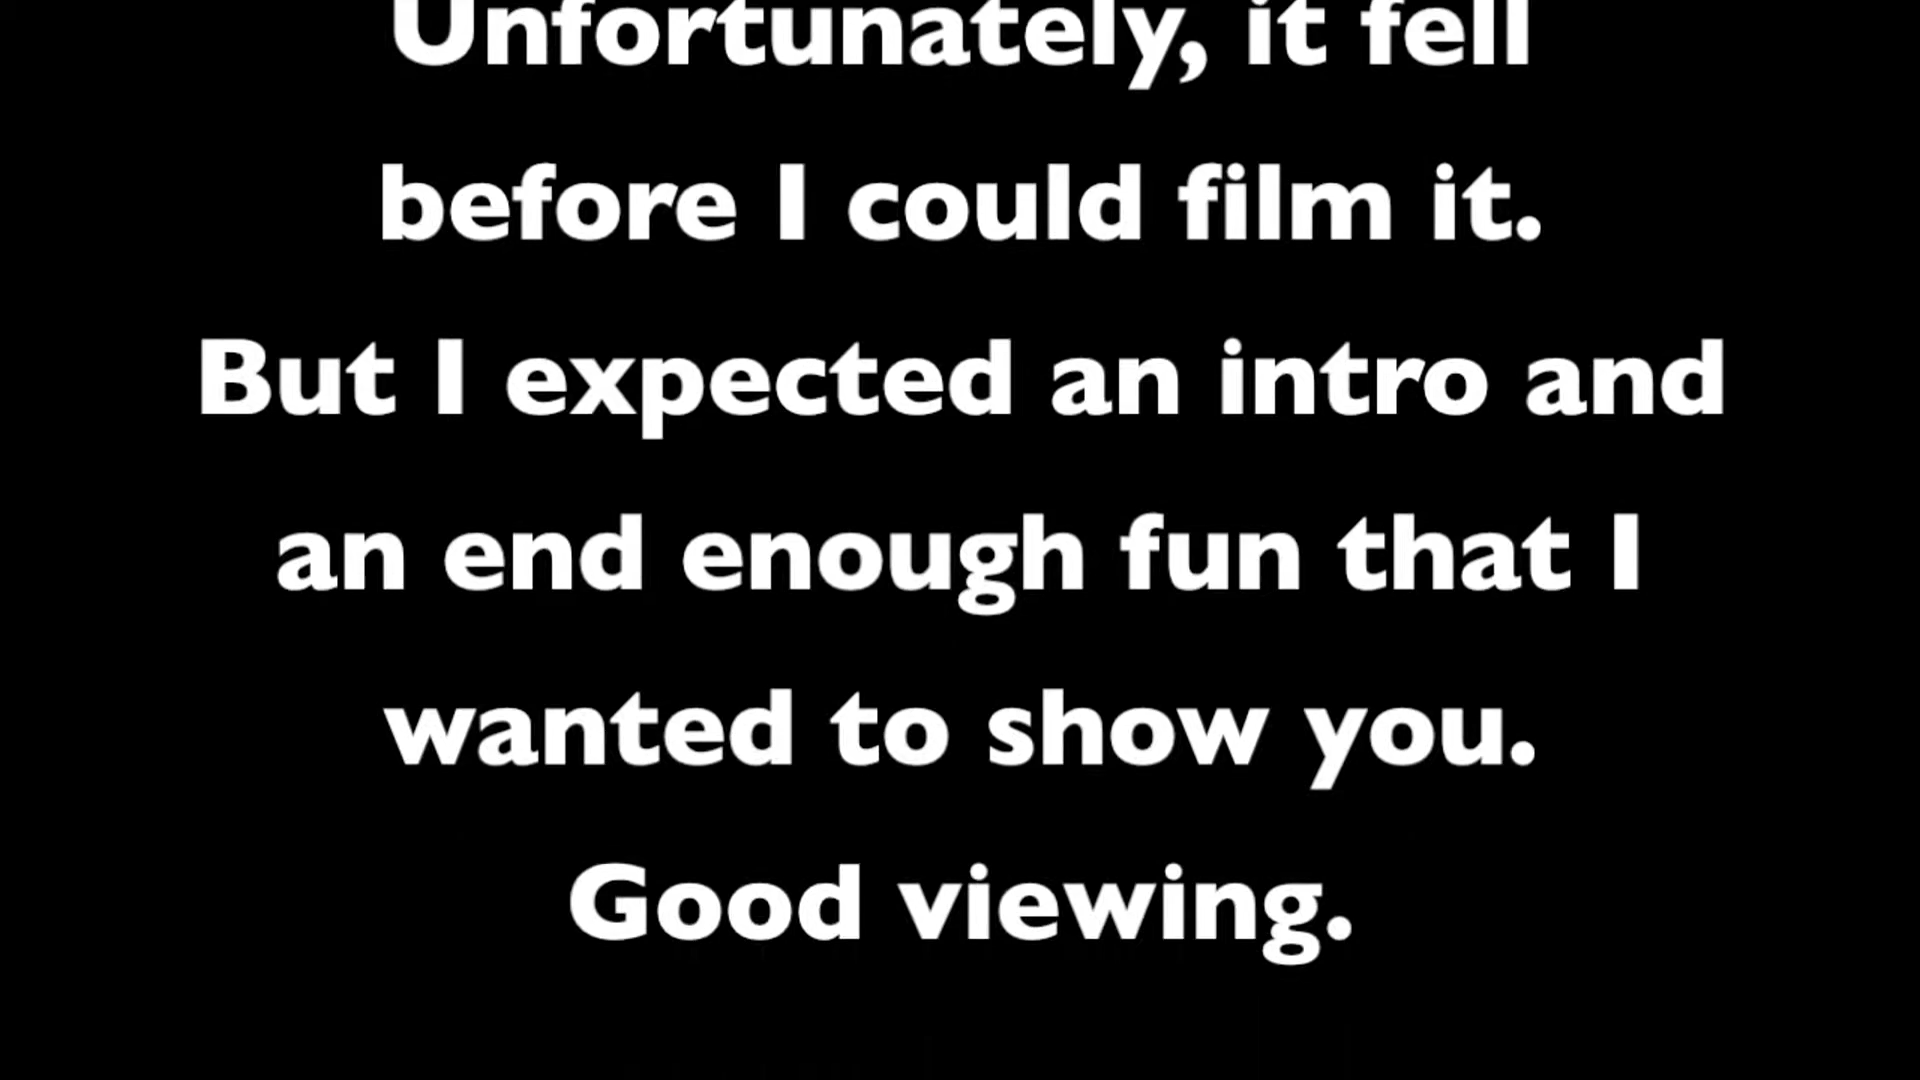 Unfortunately, it fell
before I could film it.
But I expected an intro and
an end enough fun that I
wanted to show you.
Good viewing.